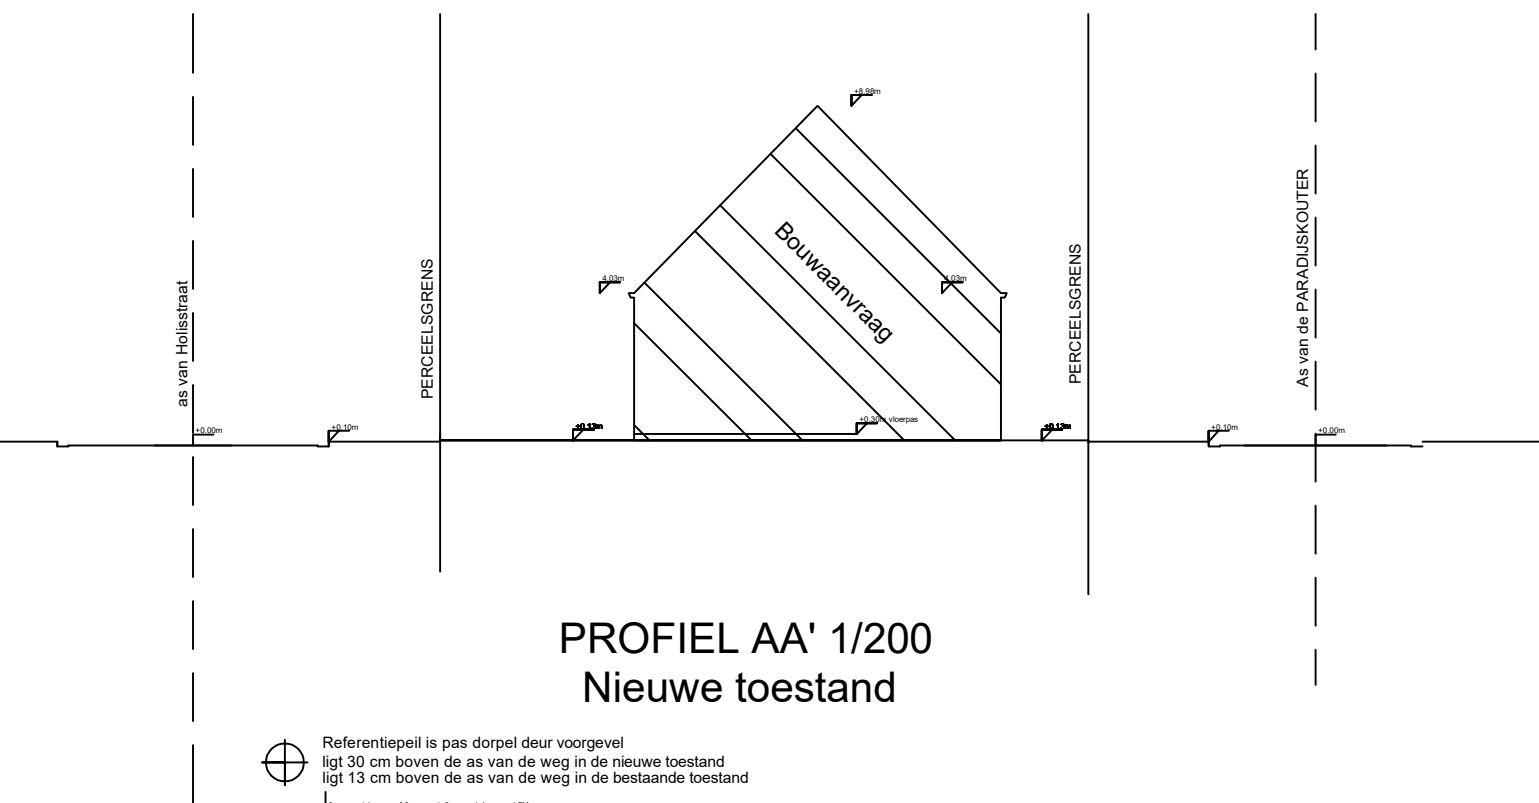 +8.98m
As van de PARADIJSKOUTER
Bouwaanvraag
PERCEELSGRENS
PERCEELSGRENS
4.03m
4.03m
as van Holisstraat
+0.30m vloerpas
+0.00m
+0.10m
+0.13m
+0.13m
+0.10m
+0.00m
PROFIEL AA' 1/200
Nieuwe toestand
Referentiepeil is pas dorpel deur voorgevel
ligt 30 cm boven de as van de weg in de nieuwe toestand
ligt 13 cm boven de as van de weg in de bestaande toestand